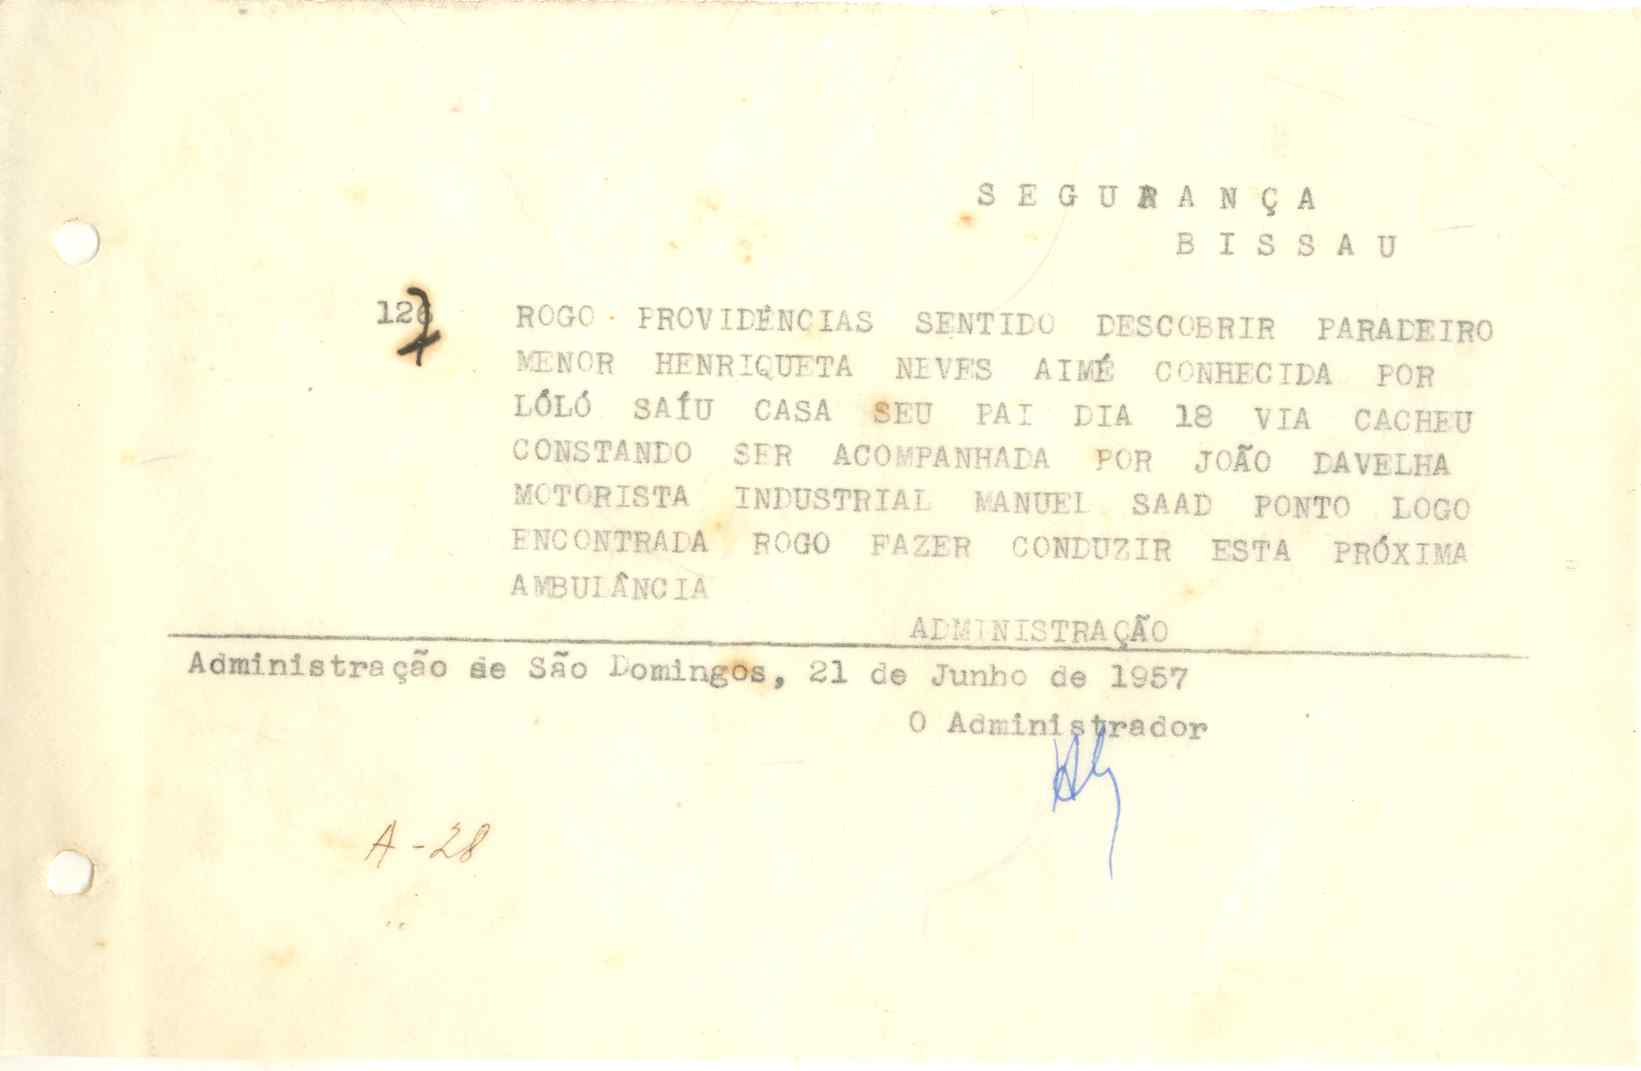 SEGURANÇA
BISSAU
127 ROGO PROVIDÊNCIAS SENTIDO DESCOBRIR PARADEIRO
MENOR HENRIQUETA NEVES AIMÉ CONHECIDA POR
LÓLÓ SAÍU CASA SEU PAI DIA 18 VIA CACHEU
CONSTANDO SER ACOMPANHADA POR JOÃO DAVELHA
MOTORISTA INDUSTRIAL MANUEL SAAD PONTO LOGO
ENCONTRADA ROGO FAZER CONDUZIR ESTA PRÓXIMA
AMBULÂNCIA
ADMINISTRAÇÃO
Administração de São Domingos, 21 de Junho de 1957
O Administrador
A-28